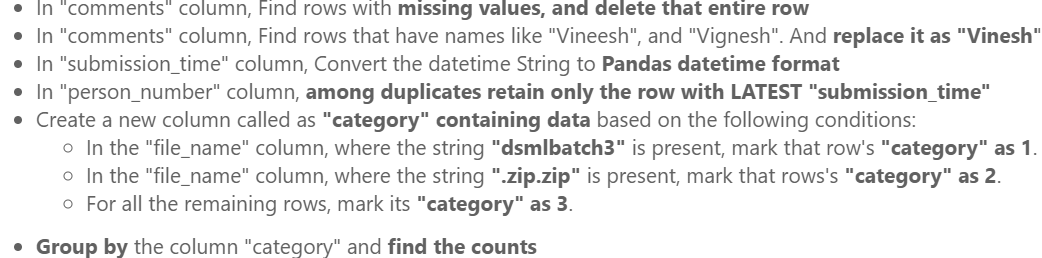 In "comments" column, Find rows with missing values, and delete that entire row
In "comments" column, Find rows that have names like "Vineesh", and "Vignesh". And replace it as "Vinesh"
In "submission_time" column, Convert the datetime String to Pandas datetime format
In "person_number" column, among duplicates retain only the row with LATEST "submission_time"
Create a new column called as "category" containing data based on the following conditions:
In the "file_name" column, where the string "dsmlbatch3" is present, mark that row's "category" as 1.
In the "file_name" column, where the string ".zip.zip" is present, mark that rows's "category" as 2.
For all the remaining rows, mark its "category" as 3.
Group by the column "category" and find the counts